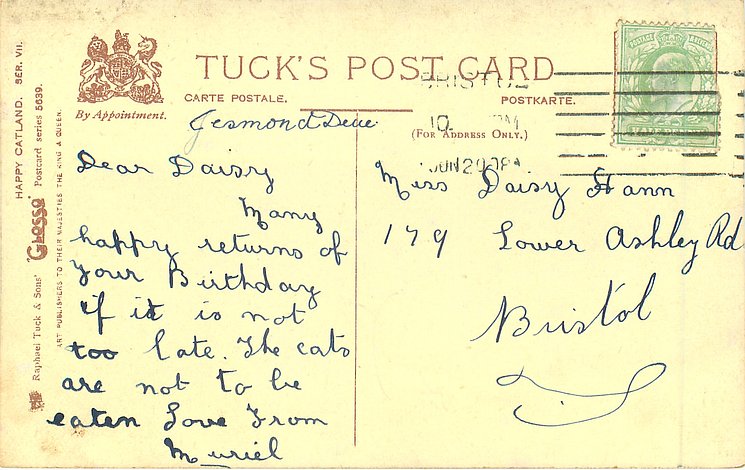 TUCK'S POST CARD
CARTE POSTALE.
POSTKARTE.
By Appointment.
(FOR ADDRESS ONLY.)
BRISTOL
10 PM
JUN 29 08
POSTAGE
HAPPY CATLAND. SER. VII.
Raphael Tuck & Sons' "GLOSSO" Postcard series 5639.
ART PUBLISHERS TO THEIR MAJESTIES THE KING & QUEEN.
Jesmond Dene
Dear Daisy
Many
happy returns of
your Birthday
if it is not
too late. The cats
are not to be
eaten Love From
Muriel
Miss Daisy Hann
179 Lower Ashley Rd
Bristol